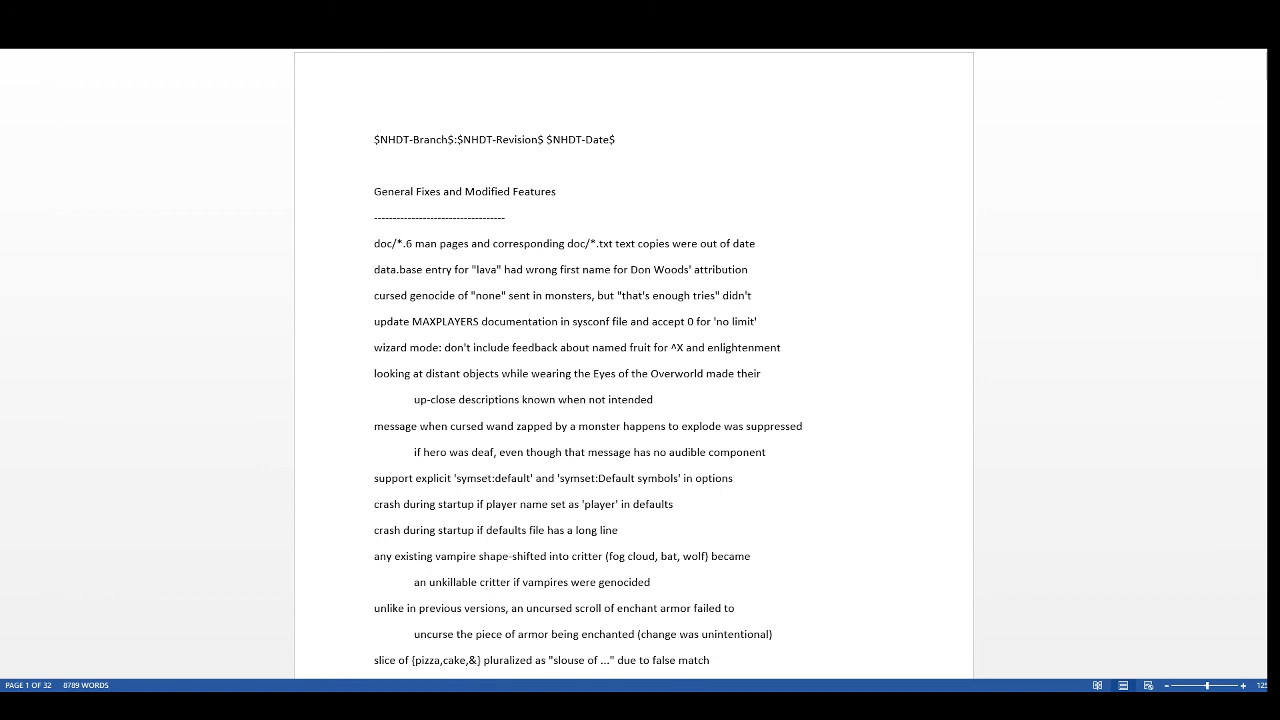 $NHDT-Branch$:$NHDT-Revision$ $NHDT-Date$
General Fixes and Modified Features
-----------------------------------
doc/*.6 man pages and corresponding doc/*.txt text copies were out of date
data.base entry for "lava" had wrong first name for Don Woods' attribution
cursed genocide of "none" sent in monsters, but "that's enough tries" didn't
update MAXPLAYERS documentation in sysconf file and accept 0 for 'no limit'
wizard mode: don't include feedback about named fruit for ^X and enlightenment
looking at distant objects while wearing the Eyes of the Overworld made their
up-close descriptions known when not intended
message when cursed wand zapped by a monster happens to explode was suppressed
if hero was deaf, even though that message has no audible component
support explicit 'symset:default' and 'symset:Default symbols' in options
crash during startup if player name set as 'player' in defaults
crash during startup if defaults file has a long line
any existing vampire shape-shifted into critter (fog cloud, bat, wolf) became
an unkillable critter if vampires were genocided
unlike in previous versions, an uncursed scroll of enchant armor failed to
uncurse the piece of armor being enchanted (change was unintentional)
slice of {pizza,cake,&} pluralized as "slouse of ..." due to false match
PAGE 1 OF 32 8789 WORDS